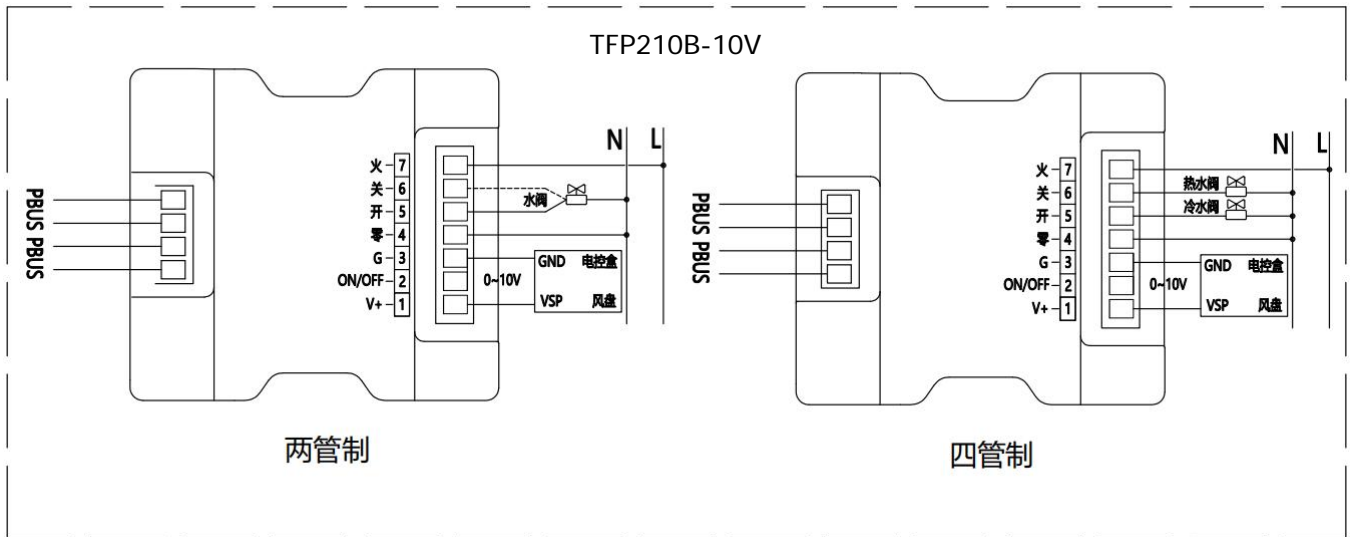 TFP210B-10V
N L
火 7
关 6
开 5
零 4
G 3
ON/OFF 2
V+ 1
水阀
0~10V
GND 电控盒
VSP 风盘
PBUS PBUS
两管制
N L
火 7
关 6
开 5
零 4
G 3
ON/OFF 2
V+ 1
热水阀
冷水阀
0~10V
GND 电控盒
VSP 风盘
PBUS PBUS
四管制